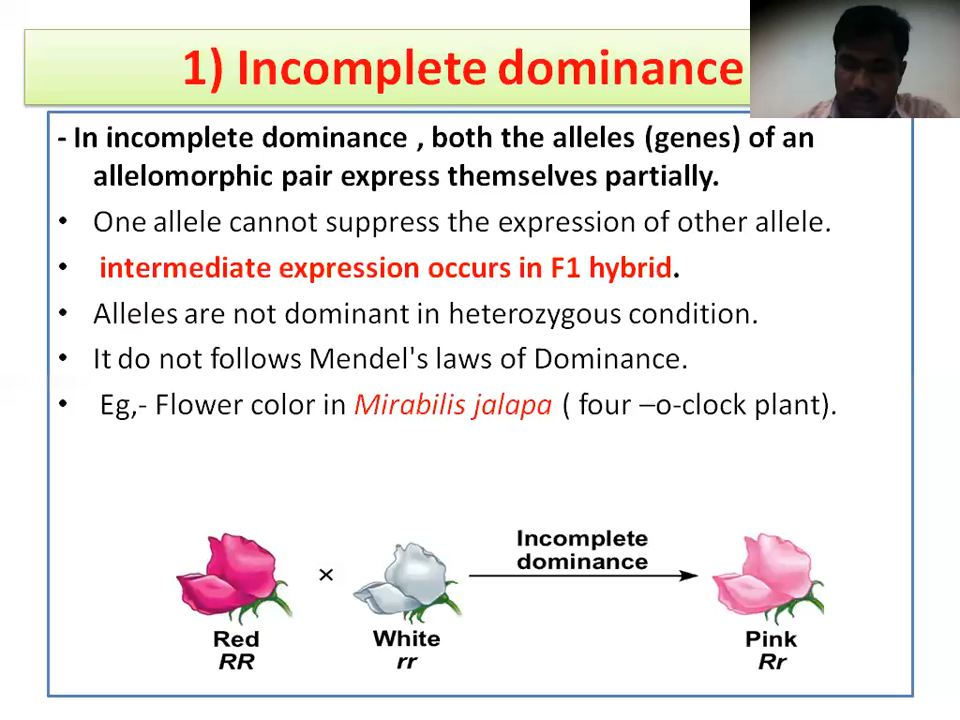 1) Incomplete dominance
- In incomplete dominance , both the alleles (genes) of an
allelomorphic pair express themselves partially.
• One allele cannot suppress the expression of other allele.
• intermediate expression occurs in F1 hybrid.
• Alleles are not dominant in heterozygous condition.
• It do not follows Mendel's laws of Dominance.
• Eg,- Flower color in Mirabilis jalapa ( four –o-clock plant).
Incomplete
dominance
×
Red
RR
White
rr
Pink
Rr